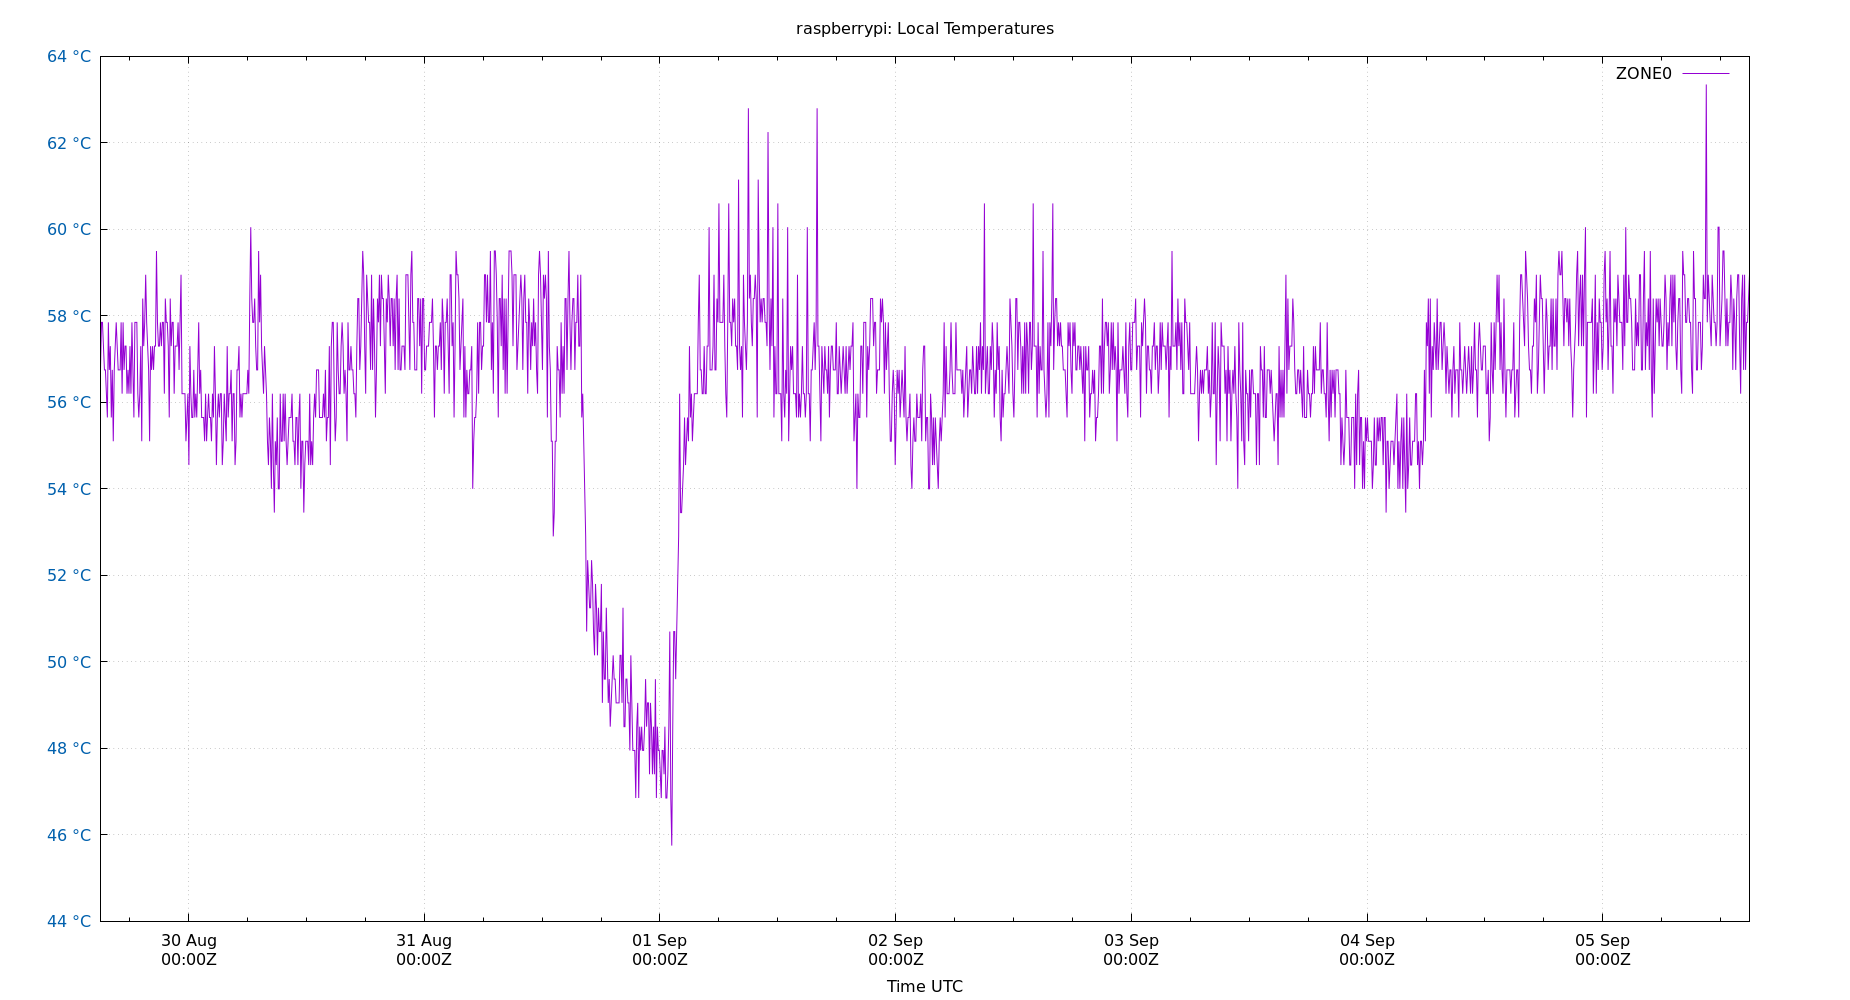 raspberrypi: Local Temperatures
64 °C
ZONE0
62 °C
60 °C
58 °C
56 °C
54 °C
52 °C
50 °C
48 °C
46 °C
44 °C
30 Aug
00:00Z
31 Aug
00:00Z
01 Sep
00:00Z
02 Sep
00:00Z
03 Sep
00:00Z
04 Sep
00:00Z
05 Sep
00:00Z
Time UTC